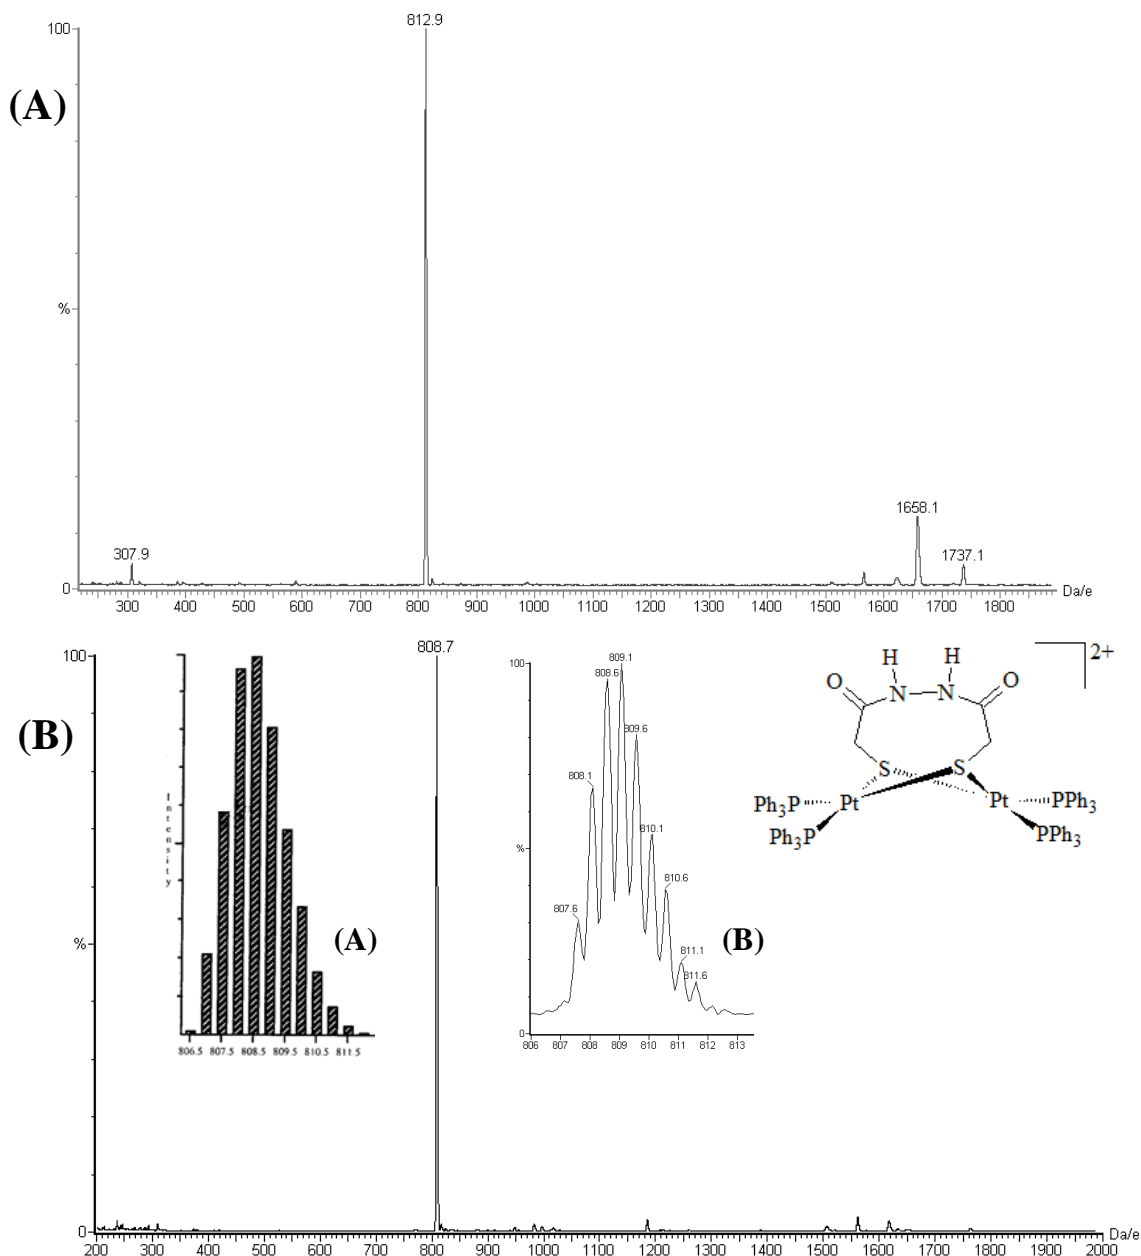 812.9
100
(A)
%
1658.1
307.9
1737.1
0
Da/e
300 400 500 600 700 800 900 1000 1100 1200 1300 1400 1500 1600 1700 1800
808.7
100
(B)
%
0
Intensity
(A)
806.5 807.5 808.5 809.5 810.5 811.5
100
809.1
808.6
809.6
808.1
810.1
%
810.6
807.6
(B)
811.1
811.6
0
806 807 808 809 810 811 812 813
2+
H H
O N N O
S S
Ph₃P Pt Pt PPh₃
Ph₃P PPh₃
Da/e
200 300 400 500 600 700 800 900 1000 1100 1200 1300 1400 1500 1600 1700 1800 1900 2000